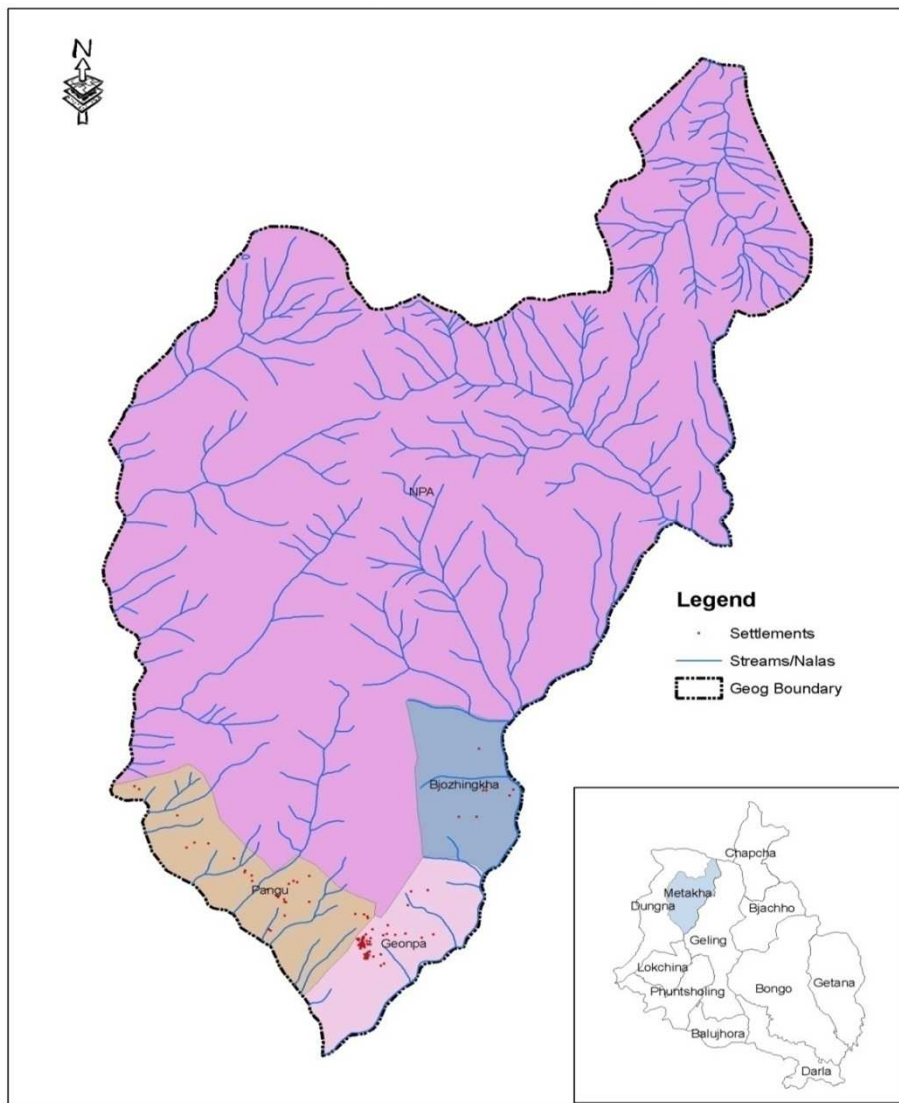 N
NPA
Legend
Settlements
Streams/Nalas
Geog Boundary
Bjozhingkha
Pangu
Geonpa
Chapcha
Metakha
Dungna
Bjachho
Geling
Lokchina
Phuntsholing
Bongo
Getana
Balujhora
Darla